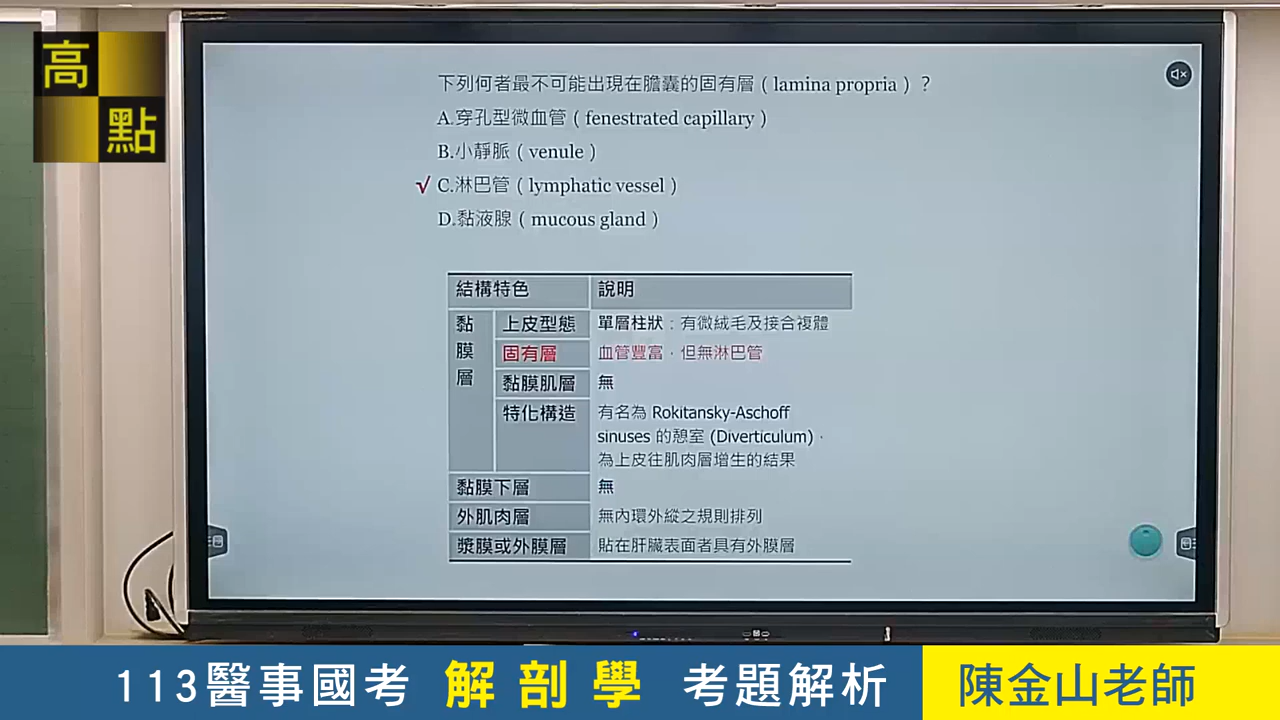 高
點
下列何者最不可能出現在膽囊的固有層（lamina propria）？
A.穿孔型微血管（fenestrated capillary）
B.小靜脈（venule）
√ C.淋巴管（lymphatic vessel）
D.黏液腺（mucous gland）
結構特色 說明
黏膜層 上皮型態 單層柱狀：有微絨毛及接合複體
固有層 血管豐富，但無淋巴管
黏膜肌層 無
特化構造 有名為 Rokitansky-Aschoff
sinuses 的憩室 (Diverticulum)，
為上皮往肌肉層增生的結果
黏膜下層 無
外肌肉層 無內環外縱之規則排列
漿膜或外膜層 貼在肝臟表面者具有外膜層
113醫事國考 解剖學 考題解析 陳金山老師